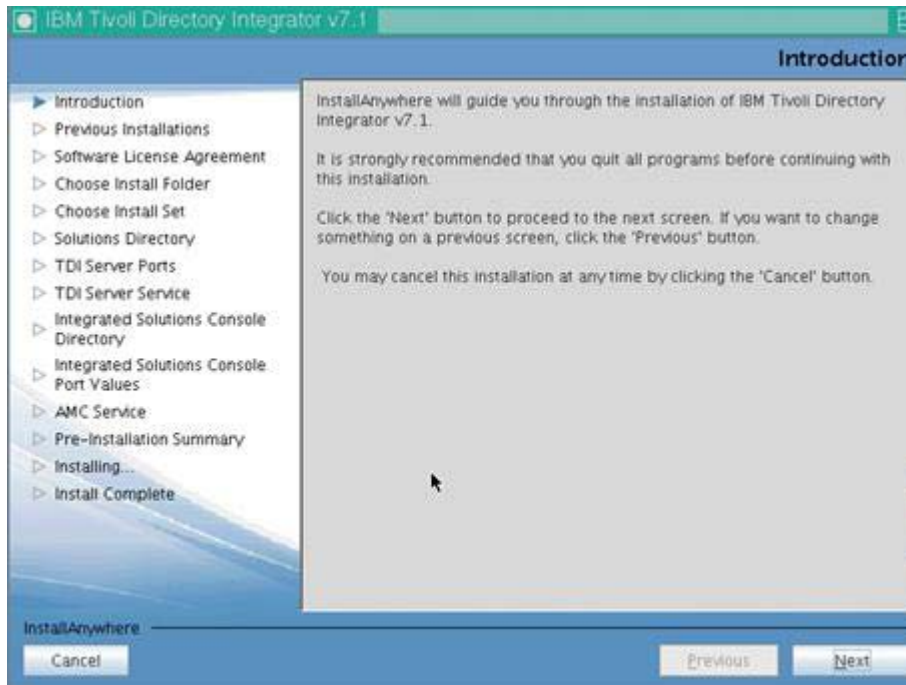 IBM Tivoli Directory Integrator v7.1
Introduction
Introduction
Previous Installations
Software License Agreement
Choose Install Folder
Choose Install Set
Solutions Directory
TDI Server Ports
TDI Server Service
Integrated Solutions Console
Directory
Integrated Solutions Console
Port Values
AMC Service
Pre-Installation Summary
Installing...
Install Complete
InstallAnywhere will guide you through the installation of IBM Tivoli Directory
Integrator v7.1.
It is strongly recommended that you quit all programs before continuing with
this installation.
Click the 'Next' button to proceed to the next screen. If you want to change
something on a previous screen, click the 'Previous' button.
You may cancel this installation at any time by clicking the 'Cancel' button.
InstallAnywhere
Cancel
Previous
Next